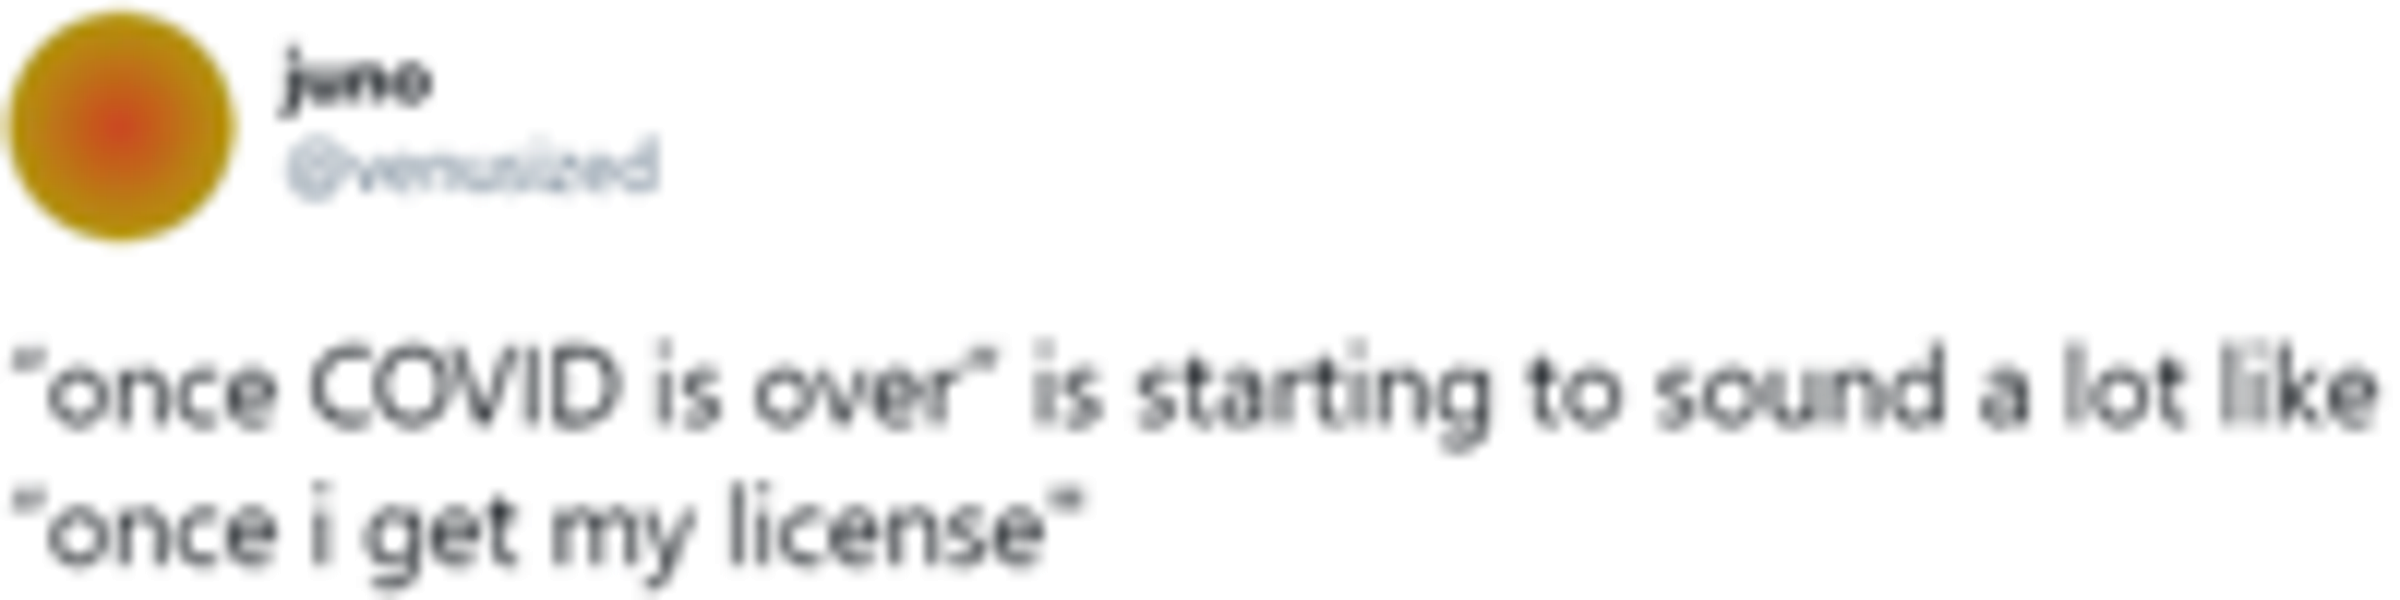 juno
@venusized
"once COVID is over" is starting to sound a lot like
"once i get my license"